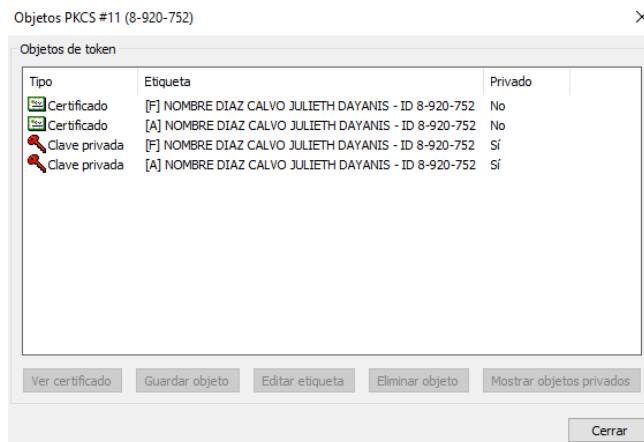 Objetos PKCS #11 (8-920-752)
Objetos de token
Tipo Etiqueta Privado
Certificado [F] NOMBRE DIAZ CALVO JULIETH DAYANIS - ID 8-920-752 No
Certificado [A] NOMBRE DIAZ CALVO JULIETH DAYANIS - ID 8-920-752 No
Clave privada [F] NOMBRE DIAZ CALVO JULIETH DAYANIS - ID 8-920-752 Sí
Clave privada [A] NOMBRE DIAZ CALVO JULIETH DAYANIS - ID 8-920-752 Sí
Ver certificado Guardar objeto Editar etiqueta Eliminar objeto Mostrar objetos privados
Cerrar